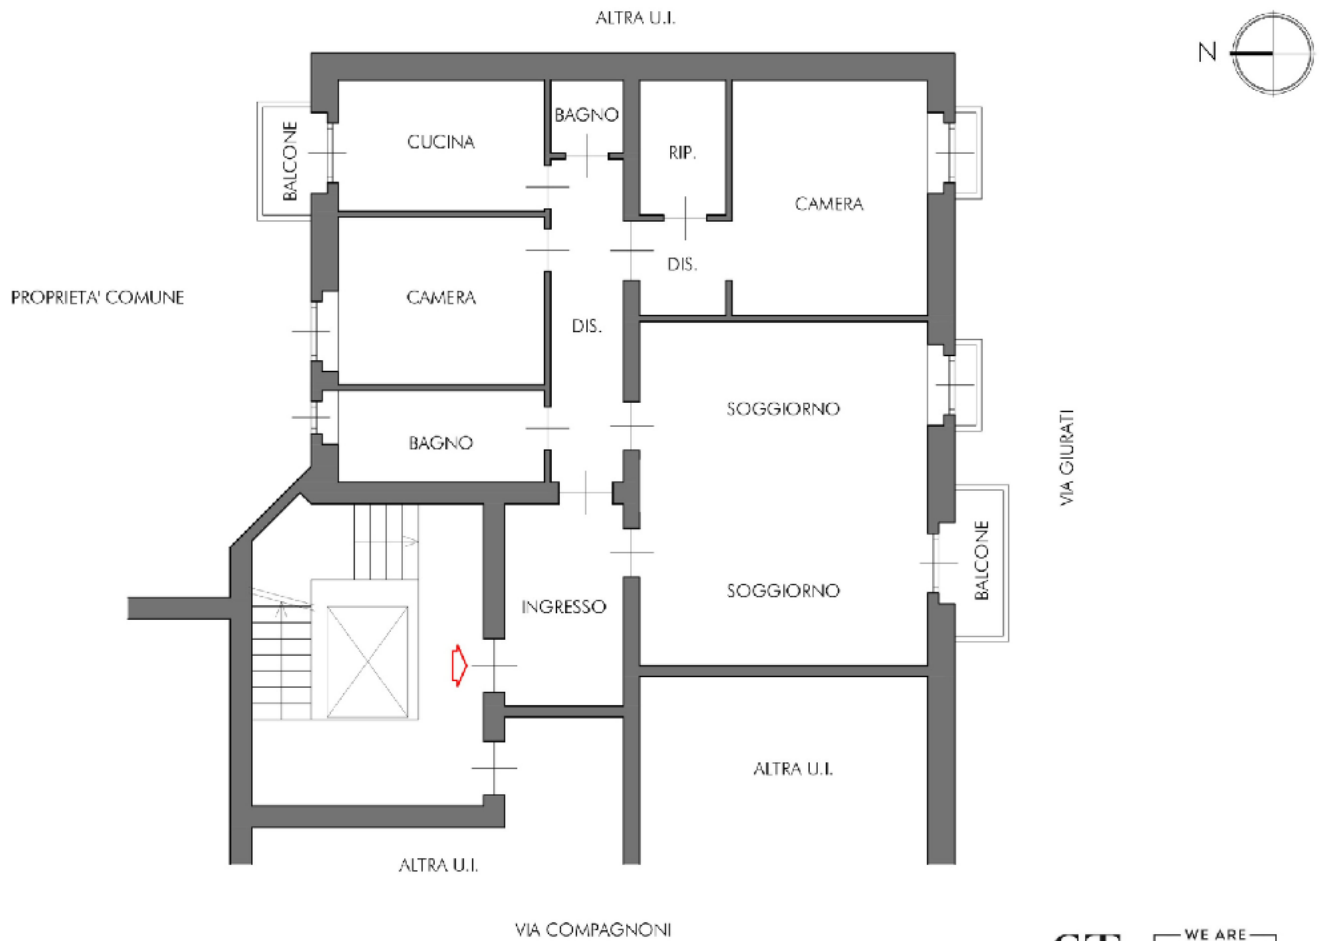 ALTRA U.I.
N
BALCONE
CUCINA
BAGNO
RIP.
CAMERA
DIS.
PROPRIETA' COMUNE
CAMERA
DIS.
SOGGIORNO
BAGNO
VIA GIURATI
BALCONE
SOGGIORNO
INGRESSO
ALTRA U.I.
ALTRA U.I.
VIA COMPAGNONI
WE ARE